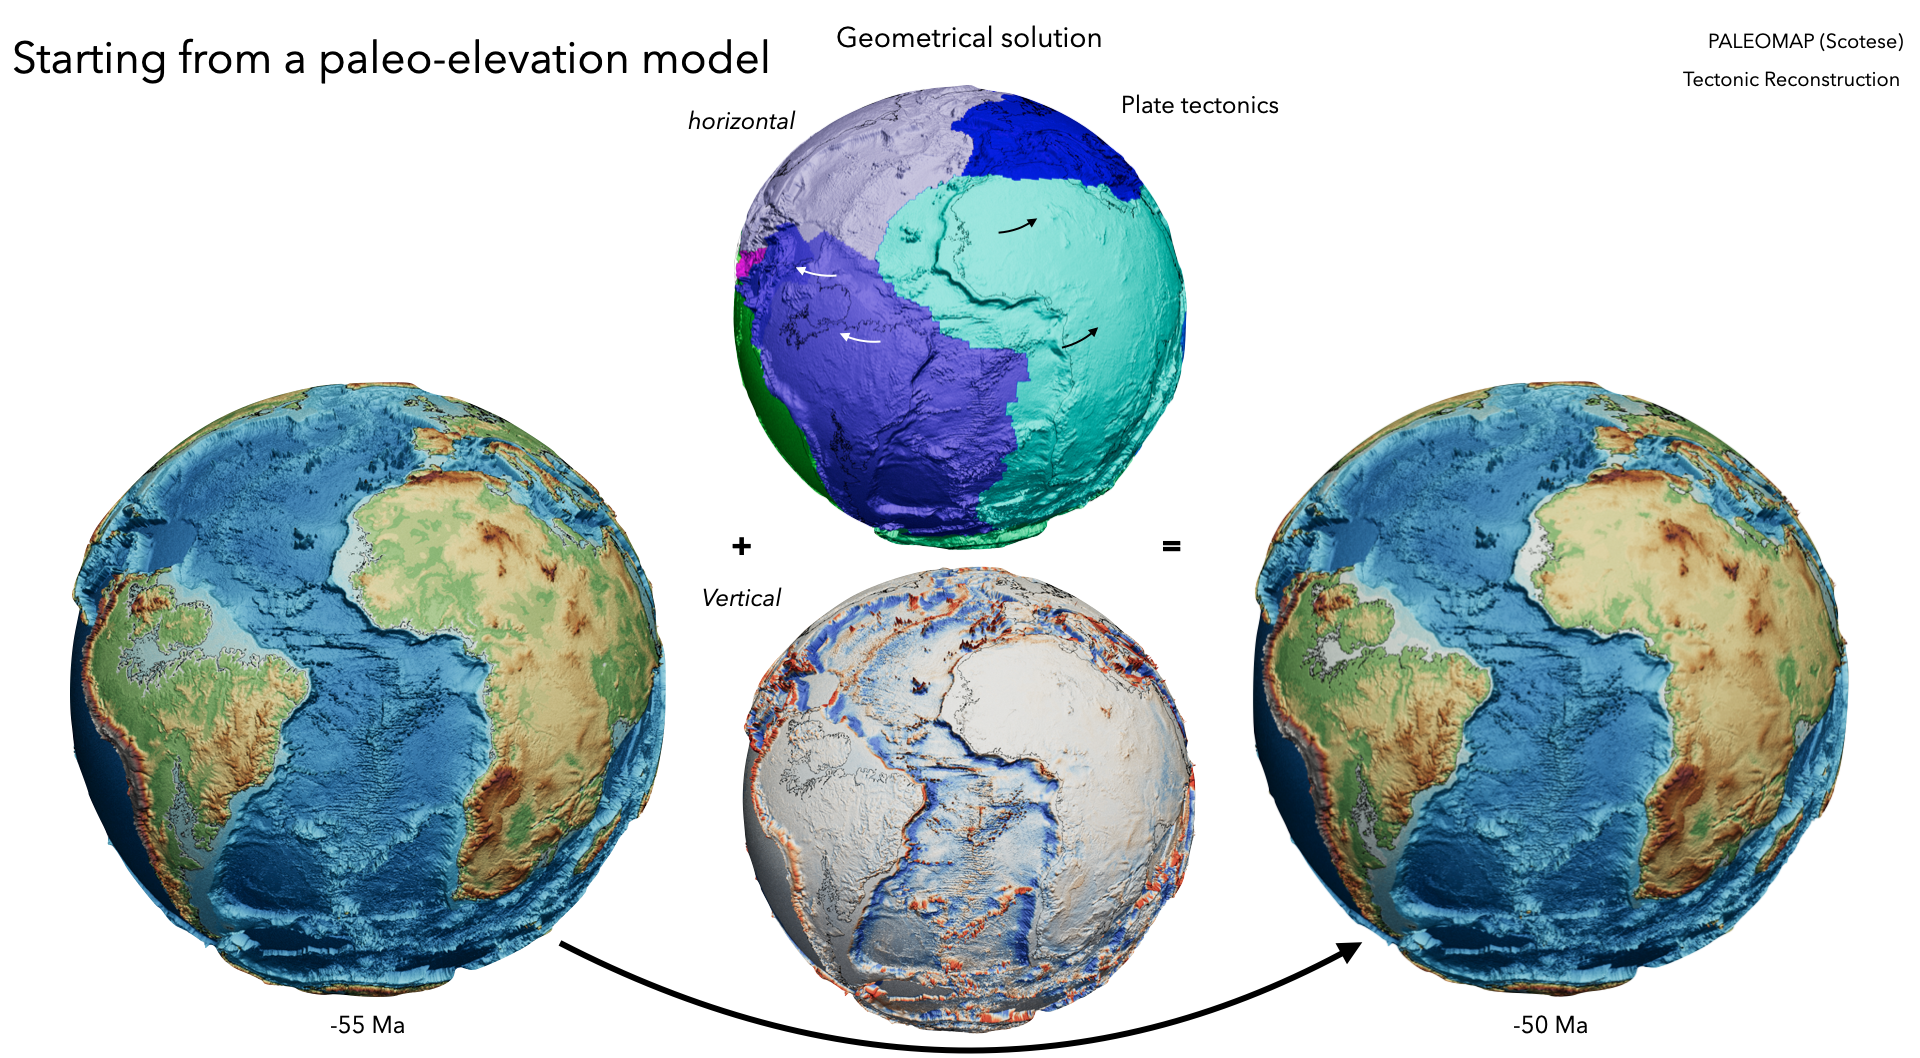 Starting from a paleo-elevation model
Geometrical solution
PALEOMAP (Scotese)
Tectonic Reconstruction
horizontal
Plate tectonics
+
=
Vertical
-55 Ma
-50 Ma